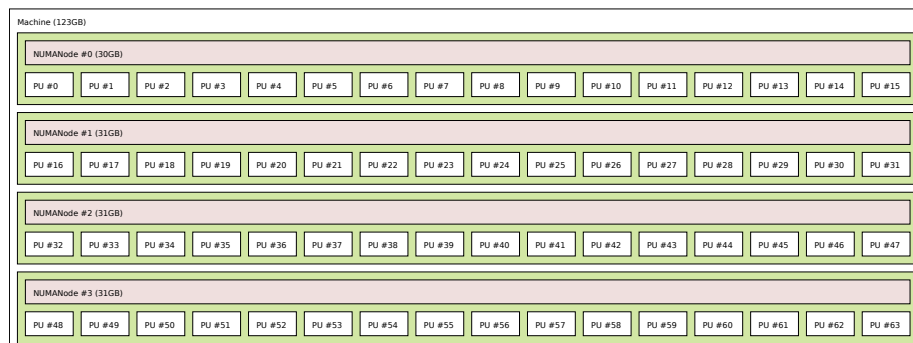 Machine (123GB)
NUMANode #0 (30GB)
PU #0 PU #1 PU #2 PU #3 PU #4 PU #5 PU #6 PU #7 PU #8 PU #9 PU #10 PU #11 PU #12 PU #13 PU #14 PU #15
NUMANode #1 (31GB)
PU #16 PU #17 PU #18 PU #19 PU #20 PU #21 PU #22 PU #23 PU #24 PU #25 PU #26 PU #27 PU #28 PU #29 PU #30 PU #31
NUMANode #2 (31GB)
PU #32 PU #33 PU #34 PU #35 PU #36 PU #37 PU #38 PU #39 PU #40 PU #41 PU #42 PU #43 PU #44 PU #45 PU #46 PU #47
NUMANode #3 (31GB)
PU #48 PU #49 PU #50 PU #51 PU #52 PU #53 PU #54 PU #55 PU #56 PU #57 PU #58 PU #59 PU #60 PU #61 PU #62 PU #63